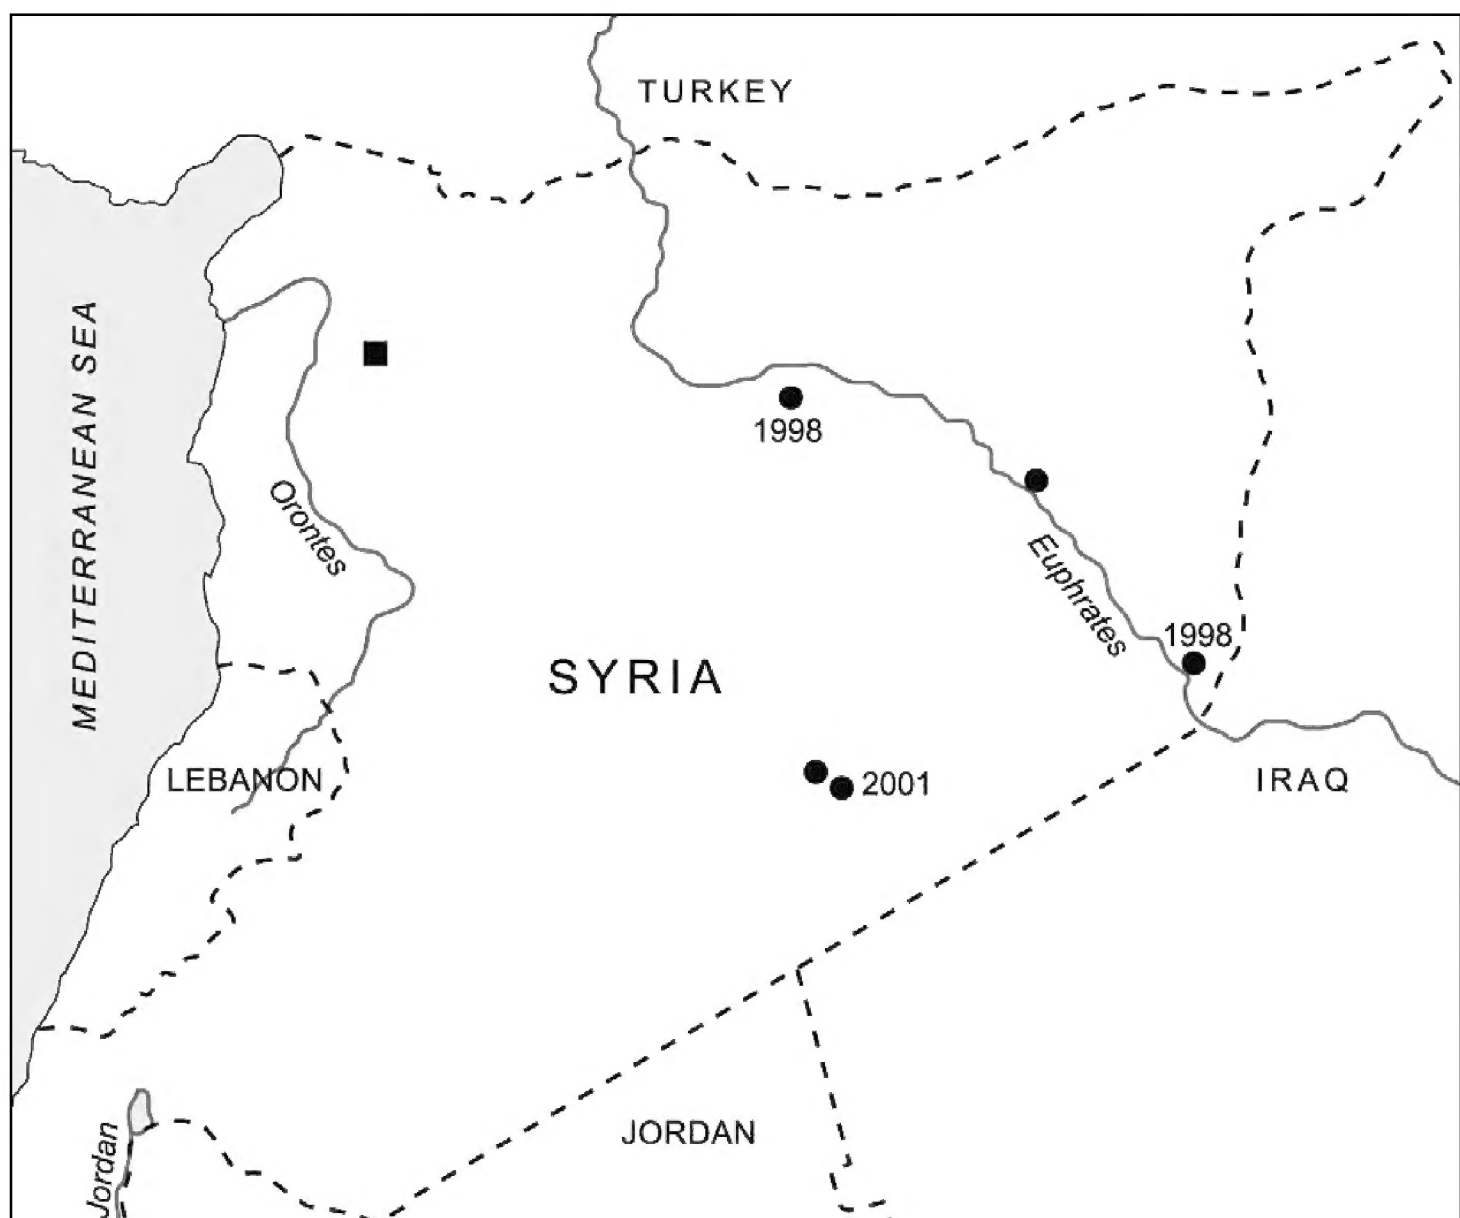 TURKEY
MEDITERRANEAN SEA
1998
Orontes
Euphrates
1998
SYRIA
LEBANON
2001
IRAQ
JORDAN
Jordan